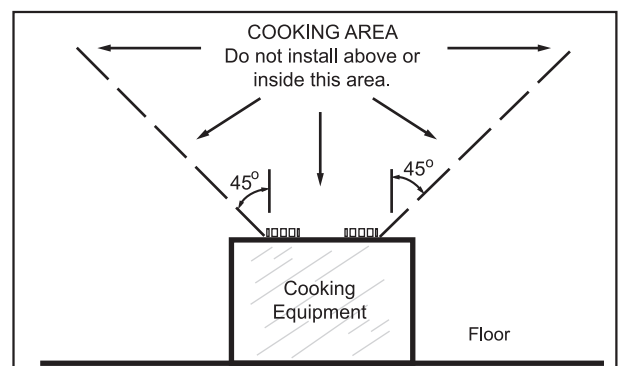 COOKING AREA
Do not install above or
inside this area.
45°
45°
Cooking
Equipment
Floor